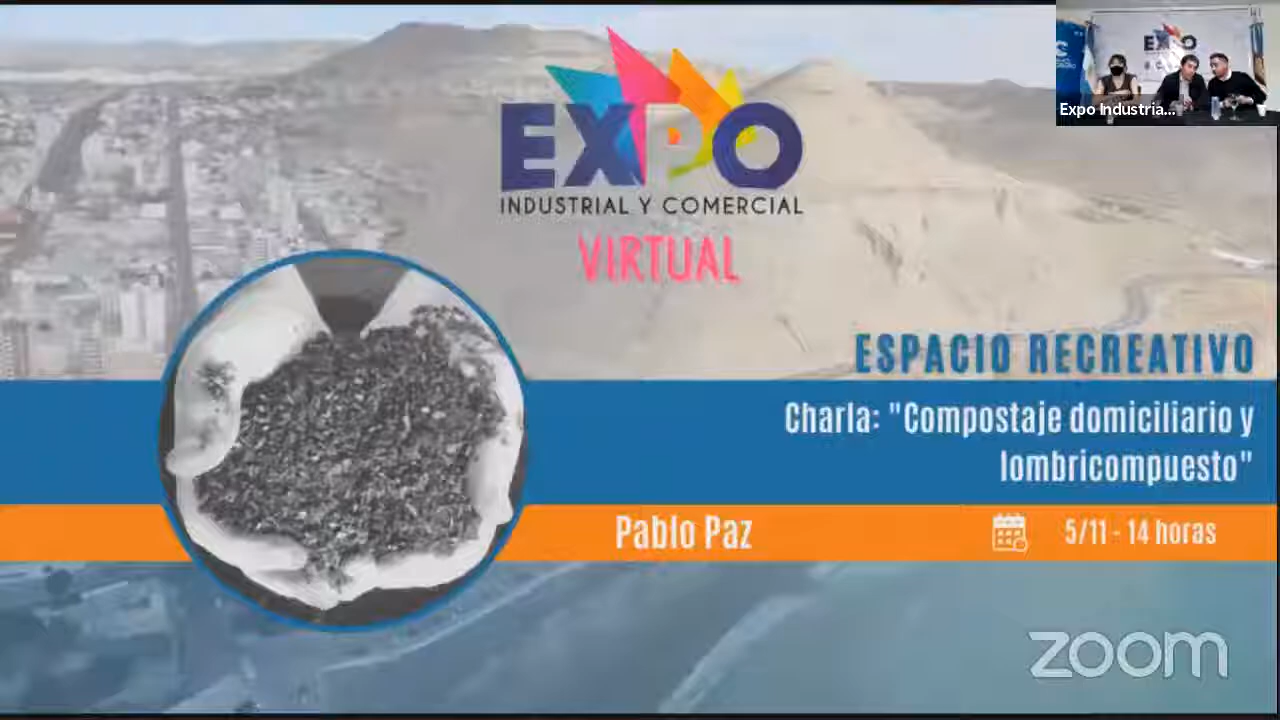 EXPO
INDUSTRIAL Y COMERCIAL
VIRTUAL
EXPO
Expo Industria...
ESPACIO RECREATIVO
Charla: "Compostaje domiciliario y
lombricompuesto"
Pablo Paz
5/11 - 14 horas
zoom